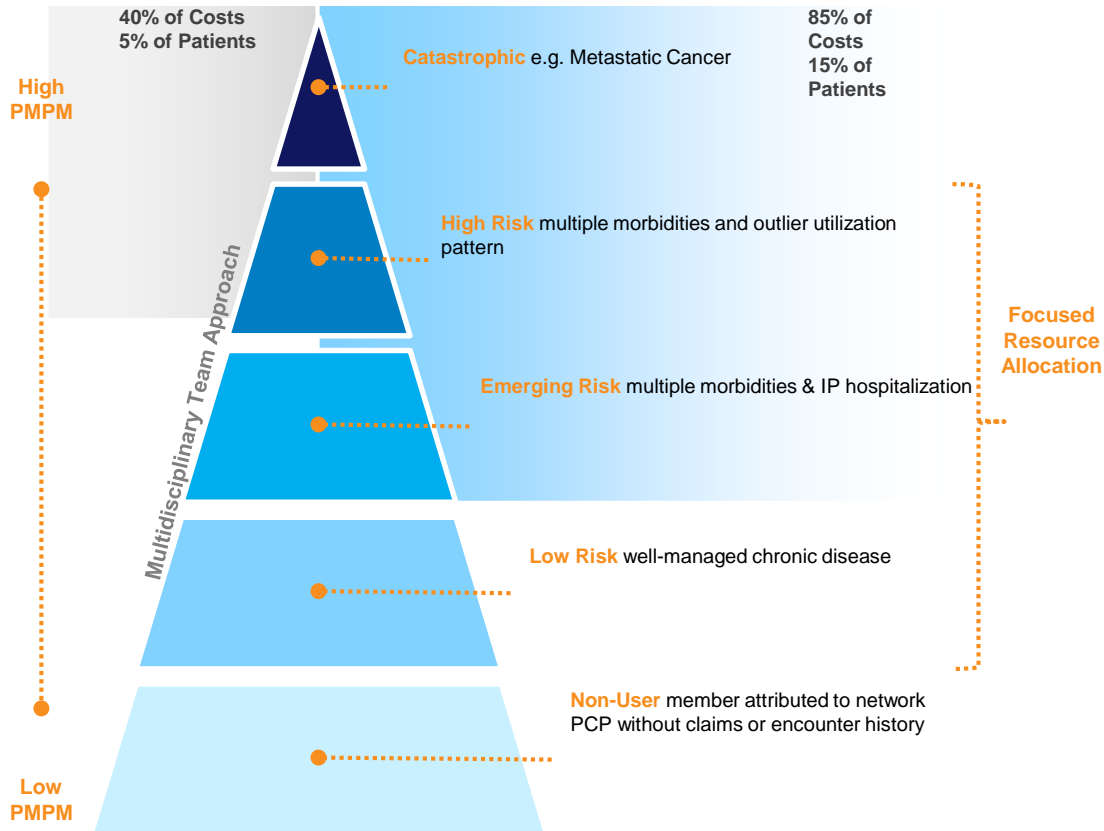 40% of Costs
5% of Patients
85% of
Costs
15% of
Patients
Catastrophic e.g. Metastatic Cancer
High
PMPM
High Risk multiple morbidities and outlier utilization
pattern
Multidisciplinary Team Approach
Focused
Resource
Allocation
Emerging Risk multiple morbidities & IP hospitalization
Low Risk well-managed chronic disease
Non-User member attributed to network
PCP without claims or encounter history
Low
PMPM